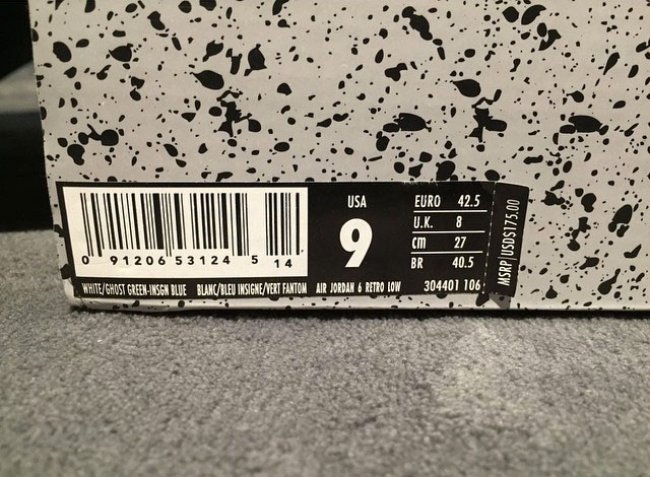 0 91206 53124 5 14
USA
9
EURO 42.5
U.K. 8
cm 27
BR 40.5
MSRP USD$175.00
WHITE/GHOST GREEN-INSGN BLUE BLANC/BLEU INSIGNE/VERT FANTOM AIR JORDAN 6 RETRO LOW 304401 106